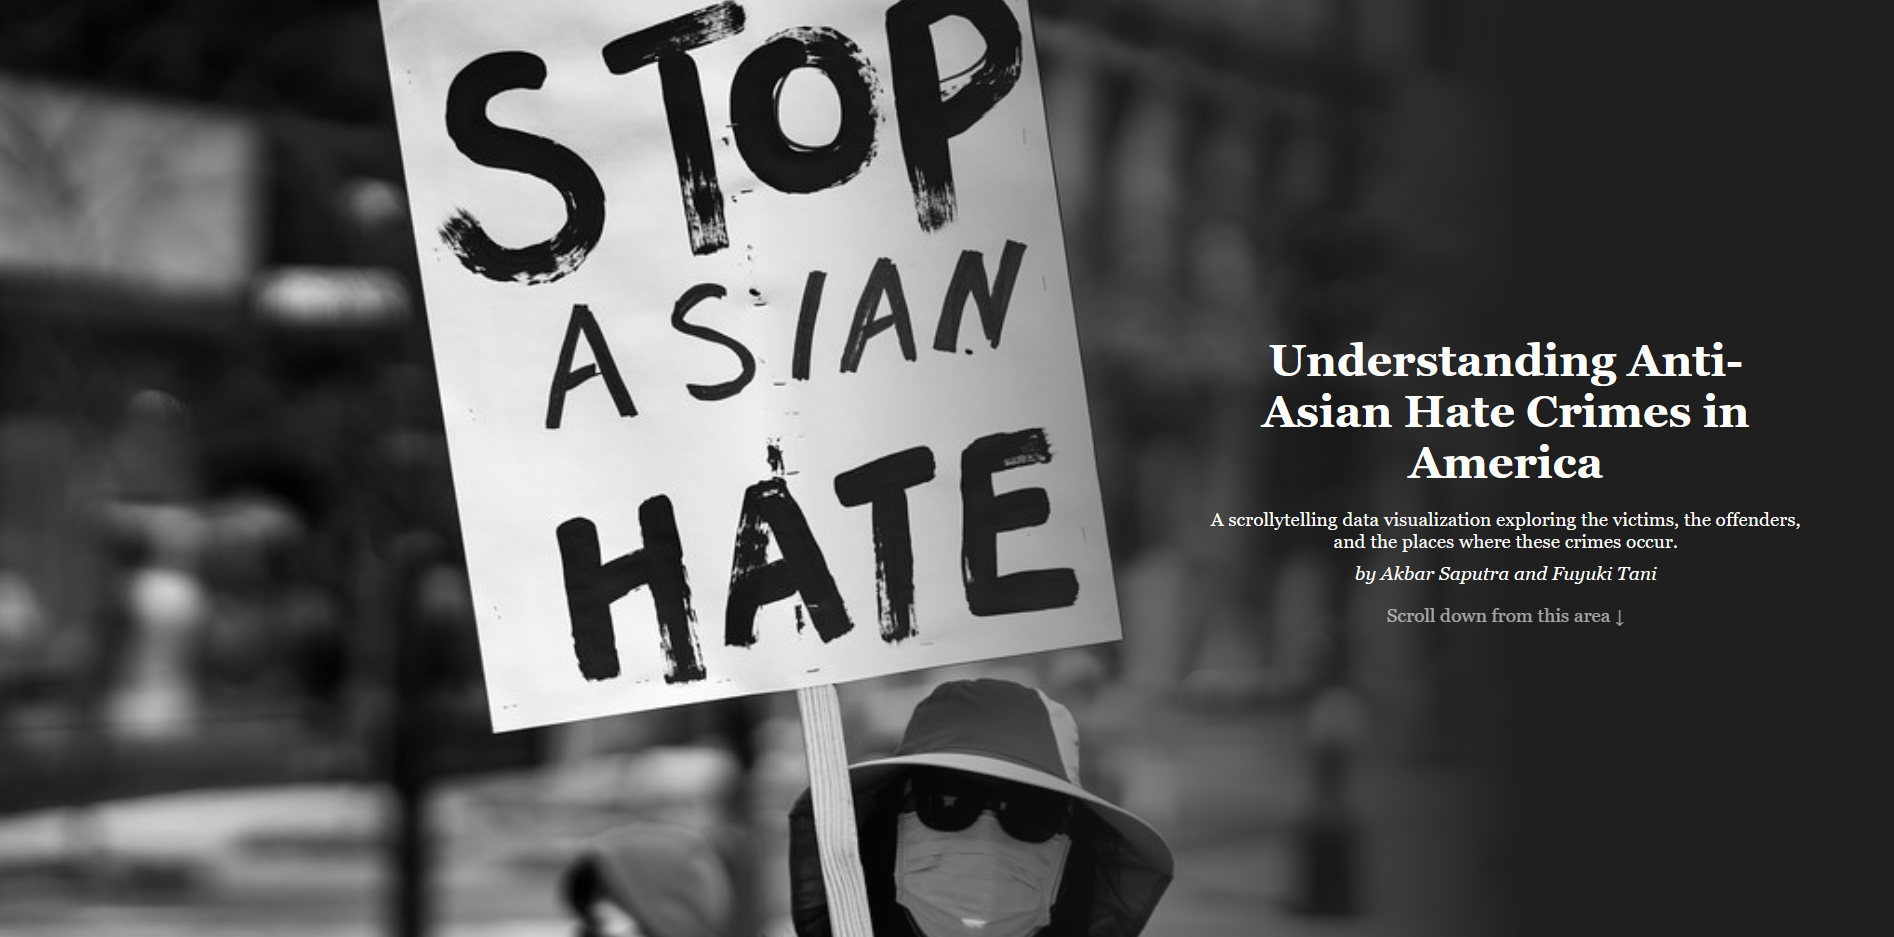 STOP
ASIAN
HATE
Understanding Anti-
Asian Hate Crimes in
America
A scrollytelling data visualization exploring the victims, the offenders,
and the places where these crimes occur.
by Akbar Saputra and Fuyuki Tani
Scroll down from this area ↓